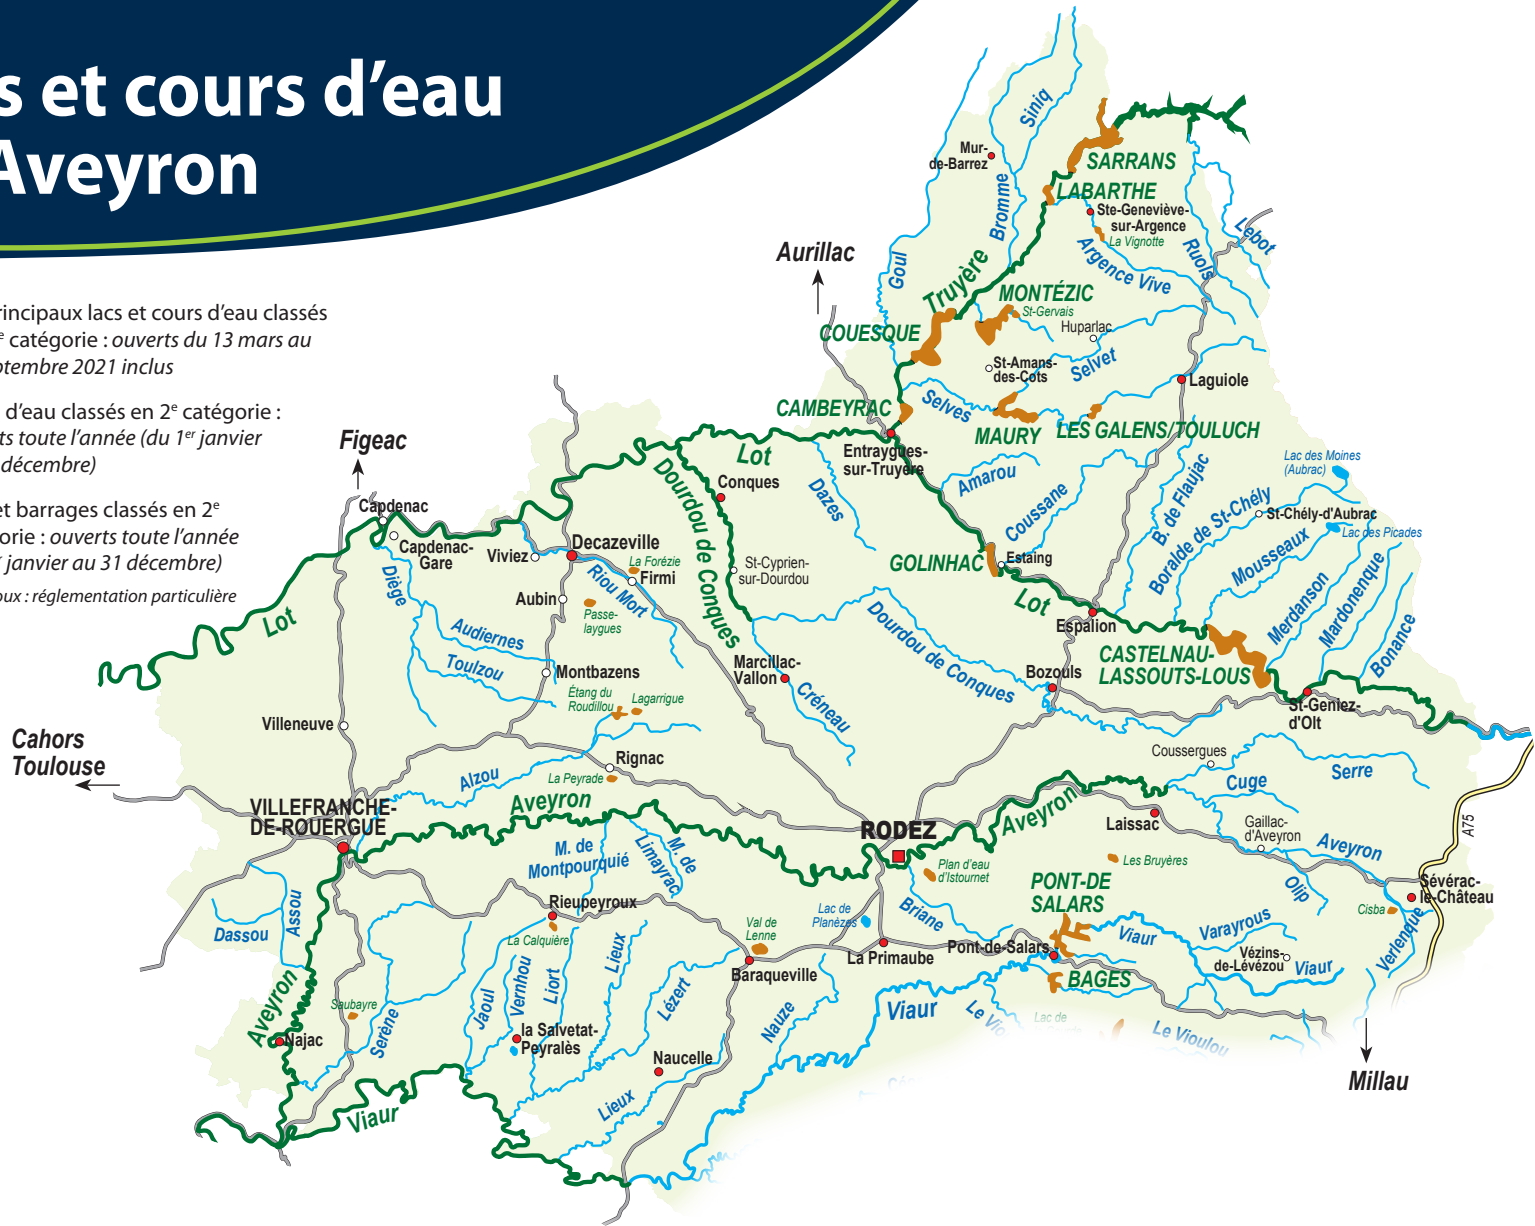 s et cours d'eau
Aveyron
rincipaux lacs et cours d'eau classés
e catégorie : ouverts du 13 mars au
ptembre 2021 inclus
d'eau classés en 2e catégorie :
ts toute l'année (du 1er janvier
décembre)
et barrages classés en 2e
orie : ouverts toute l'année
janvier au 31 décembre)
oux : réglementation particulière
Siniq
Mur-
de-Barrez
SARRANS
LABARTHE
Bromme
Ste-Geneviève-
sur-Argence
La Vignotte
Lebot
Ruols
Aurillac
Goul
Truyère
Argence Vive
MONTÉZIC
St-Gervais
COUESQUE
Huparlac
St-Amans-
des-Cots
Selvet
Laguiole
CAMBEYRAC
Selves
MAURY
LES GALENS/TOULUCH
Figeac
Lot
Entraygues-
sur-Truyère
Dourdou de Conques
Conques
Dazes
Amarou
Coussane
B. de Flaujac
Lac des Moines
(Aubrac)
Boralde de St-Chély
St-Chély-d'Aubrac
Lac des Picades
Mousseaux
Capdenac
Capdenac-
Gare
Viviez
Decazeville
La Forézie
Firmi
Riou Mort
St-Cyprien-
sur-Dourdou
GOLINHAC
Estaing
Diège
Aubin
Passe-
laygues
Lot
Merdanson
Mardonenque
Bonance
Lot
Audiernes
Toulzou
Dourdou de Conques
Espalion
CASTELNAU-
LASSOUTS-LOUS
Montbazens
Marcillac-
Vallon
Bozouls
Étang du
Roudillou
Lagarrigue
Créneau
St-Geniez-
d'Olt
Villeneuve
Cahors
Toulouse
Rignac
La Peyrade
Alzou
Coussergues
Cuge
Serre
VILLEFRANCHE-
DE-ROUERGUE
Aveyron
Aveyron
RODEZ
Laissac
Gaillac-
d'Aveyron
Aveyron
A75
M. de
Montpourquié
M. de
Limeyrac
Plan d'eau
d'Istournet
Les Bruyères
PONT-DE
SALARS
Olip
Sévérac-
le-Château
Cisba
Assou
Dassou
Rieupeyroux
La Calquière
Val de
Lenne
Lac de
Planèzes
Briane
Viaur
Varayrous
Verlenque
Baraqueville
La Primaube
Pont-de-Salars
Vézins-
de-Lévézou
Viaur
BAGES
Aveyron
Saubayre
Serène
Jaoul
Vernhou
Liort
Lieux
Lézert
Nauze
Viaur
Le Vio
Lac de
Le Vioulou
Najac
la Salvetat-
Peyralès
Naucelle
Millau
Lieux
Viaur